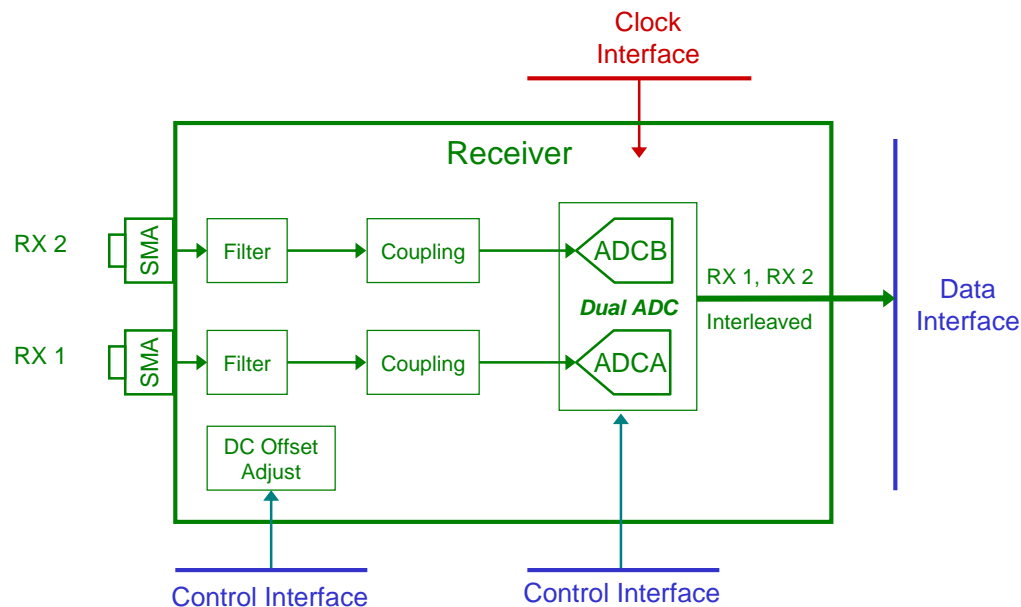 Clock
Interface
Receiver
RX 2
SMA
Filter
Coupling
ADCB
Dual ADC
RX 1, RX 2
Interleaved
Data
Interface
RX 1
SMA
Filter
Coupling
ADCA
DC Offset
Adjust
Control Interface
Control Interface